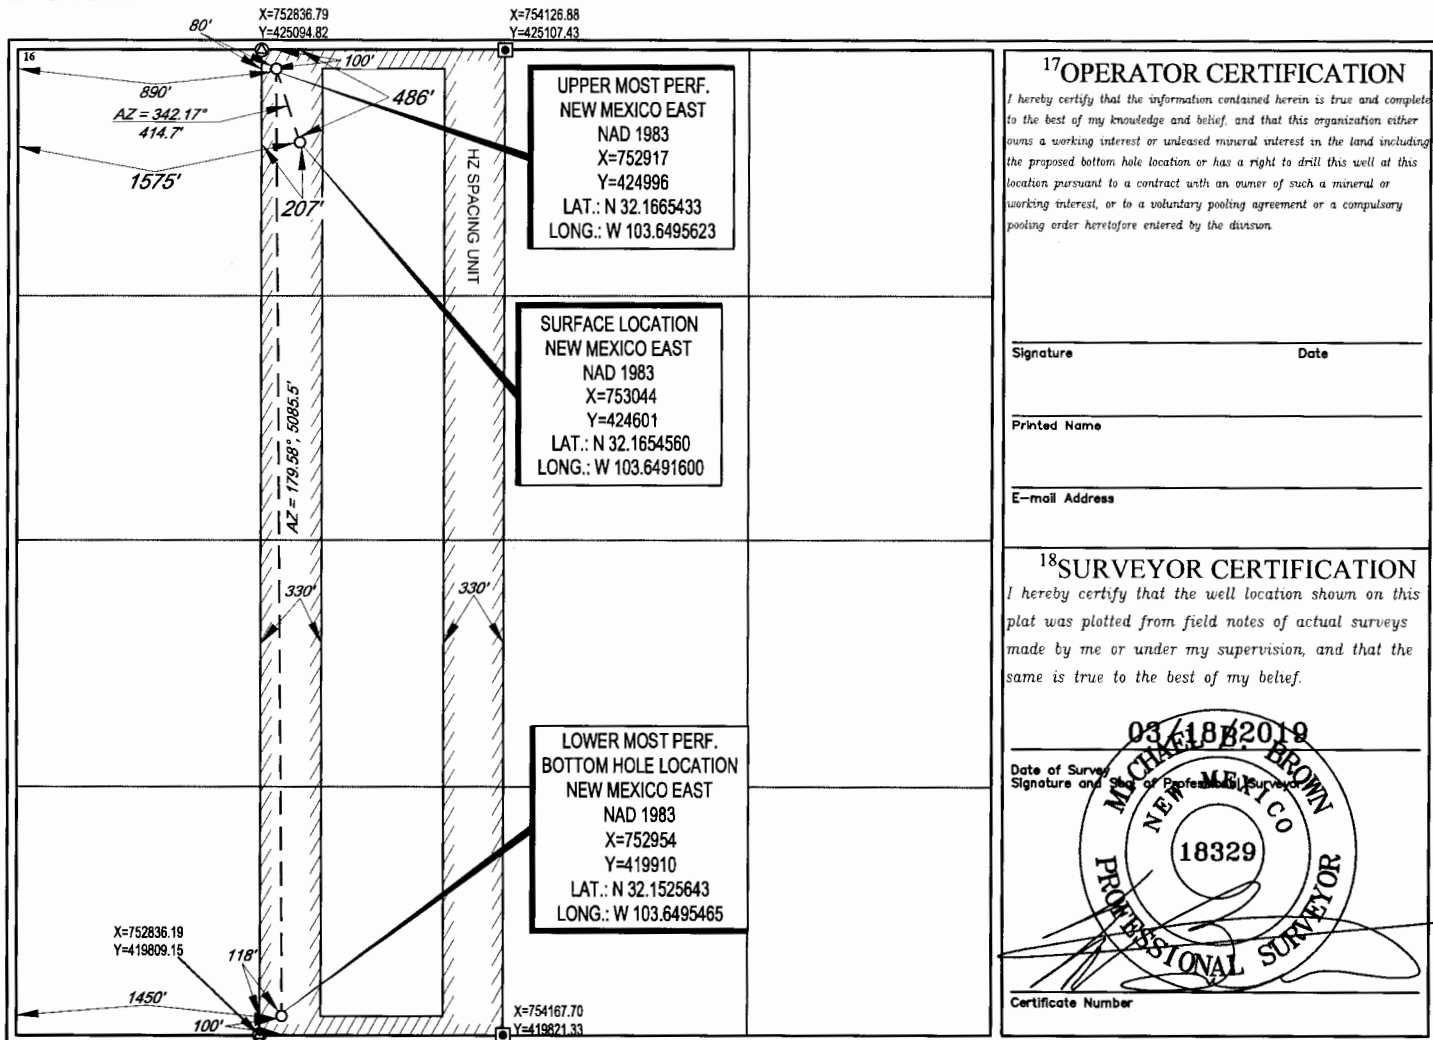 X=752836.79
Y=425094.82
X=754126.88
Y=425107.43
80'
16
100'
890'
486'
AZ = 342.17°
414.7'
1575'
207'
HZ SPACING UNIT
UPPER MOST PERF.
NEW MEXICO EAST
NAD 1983
X=752917
Y=424996
LAT.: N 32.1665433
LONG.: W 103.6495623
SURFACE LOCATION
NEW MEXICO EAST
NAD 1983
X=753044
Y=424601
LAT.: N 32.1654560
LONG.: W 103.6491600
AZ = 179.58°, 5085.5'
330'
330'
LOWER MOST PERF.
BOTTOM HOLE LOCATION
NEW MEXICO EAST
NAD 1983
X=752954
Y=419910
LAT.: N 32.1525643
LONG.: W 103.6495465
X=752836.19
Y=419809.15
118'
1450'
100'
X=754167.70
Y=419821.33
17 OPERATOR CERTIFICATION
I hereby certify that the information contained herein is true and complete
to the best of my knowledge and belief, and that this organization either
owns a working interest or unleased mineral interest in the land including
the proposed bottom hole location or has a right to drill this well at this
location pursuant to a contract with an owner of such a mineral or
working interest, or to a voluntary pooling agreement or a compulsory
pooling order heretofore entered by the division.
Signature Date
Printed Name
E-mail Address
18 SURVEYOR CERTIFICATION
I hereby certify that the well location shown on this
plat was plotted from field notes of actual surveys
made by me or under my supervision, and that the
same is true to the best of my belief.
03/18/2019
Date of Survey
Signature and Seal of Professional Surveyor
MICHAEL B. BROWN
NEW MEXICO
18329
PROFESSIONAL SURVEYOR
Certificate Number